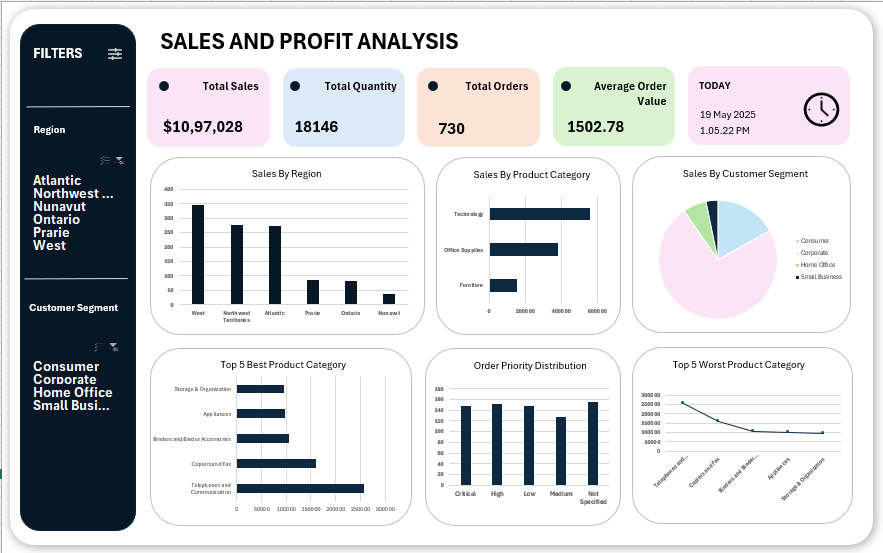 SALES AND PROFIT ANALYSIS
FILTERS
Region
Atlantic
Northwest ...
Nunavut
Ontario
Prarie
West
Customer Segment
Consumer
Corporate
Home Office
Small Busi...
Total Sales
$10,97,028
Total Quantity
18146
Total Orders
730
Average Order
Value
1502.78
TODAY
19 May 2025
1.05.22 PM
Sales By Region
400
350
300
250
200
150
100
50
0
West
Northwest
Territories
Atlantic
Prarie
Ontario
Nunavut
Sales By Product Category
Technology
Office Supplies
Furniture
0
200000
400000
600000
Sales By Customer Segment
Consumer
Corporate
Home Office
Small Business
Top 5 Best Product Category
Storage & Organization
Appliances
Binders and Binder Accessories
Copiers and Fax
Telephones and
Communication
0
50000
100000
150000
200000
250000
300000
Order Priority Distribution
180
160
140
120
100
80
60
40
20
0
Critical
High
Low
Medium
Not
Specified
Top 5 Worst Product Category
300000
250000
200000
150000
100000
50000
0
Telephones and...
Copiers and Fax
Binders and Binder...
Appliances
Storage & Organization